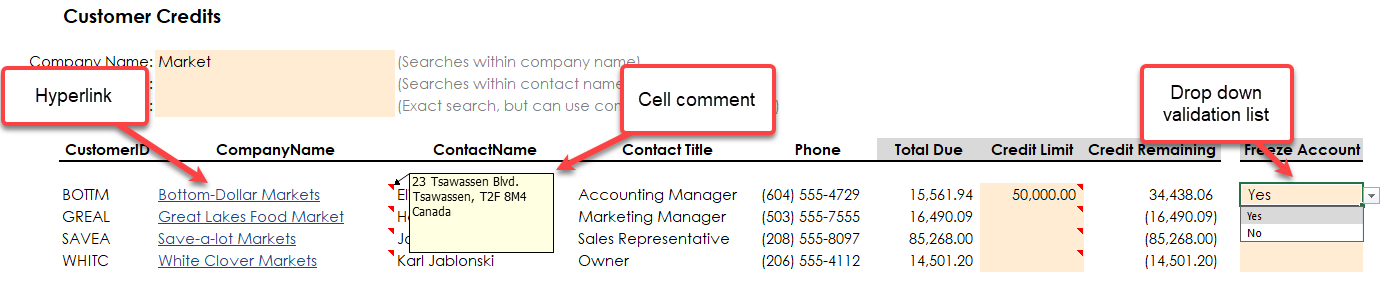 Customer Credits
Company Name: Market (Searches within company name)
: (Searches within contact name
: (Exact search, but can use )
Hyperlink
Cell comment
Drop down
validation list
CustomerID CompanyName ContactName Contact Title Phone Total Due Credit Limit Credit Remaining Freeze Account
BOTTM Bottom-Dollar Markets Accounting Manager (604) 555-4729 15,561.94 50,000.00 34,438.06 Yes
23 Tsawassen Blvd.
Tsawassen, T2F 8M4
Canada
GREAL Great Lakes Food Market Marketing Manager (503) 555-7555 16,490.09 (16,490.09) Yes
SAVEA Save-a-lot Markets Sales Representative (208) 555-8097 85,268.00 (85,268.00) No
WHITC White Clover Markets Karl Jablonski Owner (206) 555-4112 14,501.20 (14,501.20)